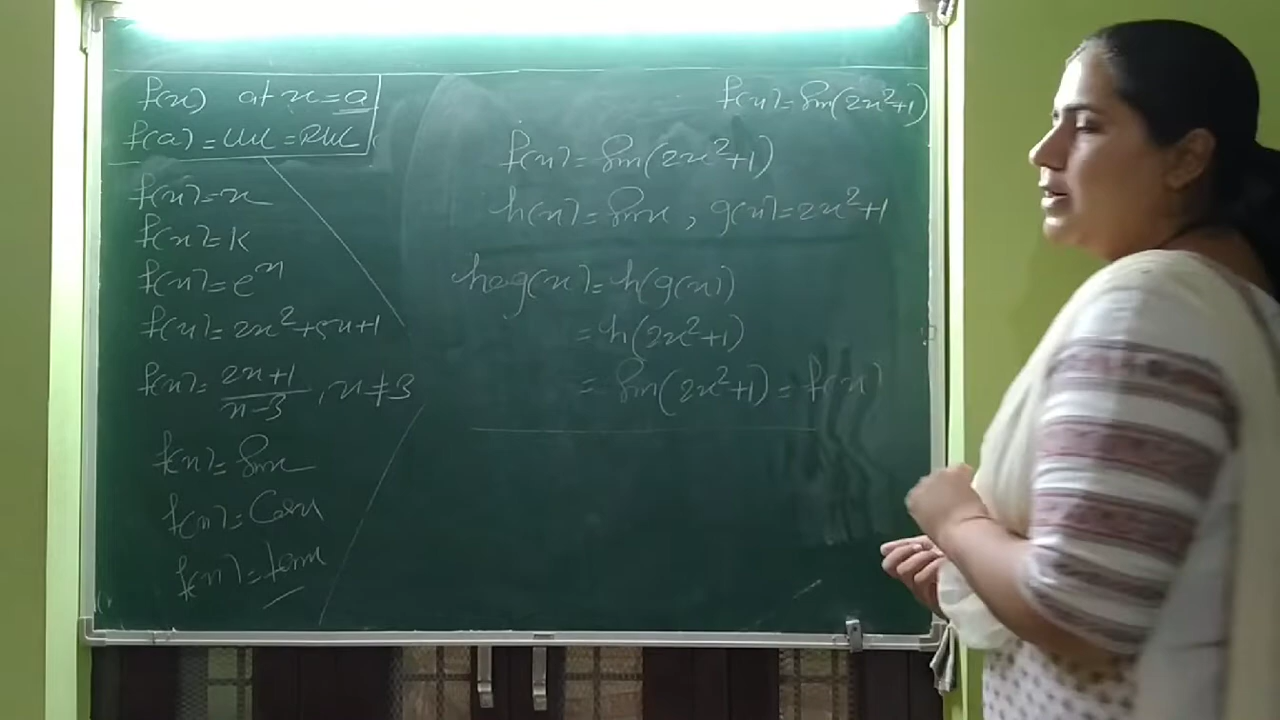 f(x) at x=a
f(a) = LHL = RHL
f(x)=x
f(x)=K
f(x)=eˣ
f(x)=2x²+5x+1
f(x)= (2x+1)/(x-3), x≠3
f(x)=Sinx
f(x)=Cosx
f(x)=tanx
f(x)=Sin(2x²+1)
f(x)=Sin(2x²+1)
h(x)=Sinx, g(x)=2x²+1
hog(x)=h(g(x))
=h(2x²+1)
=Sin(2x²+1)=f(x)